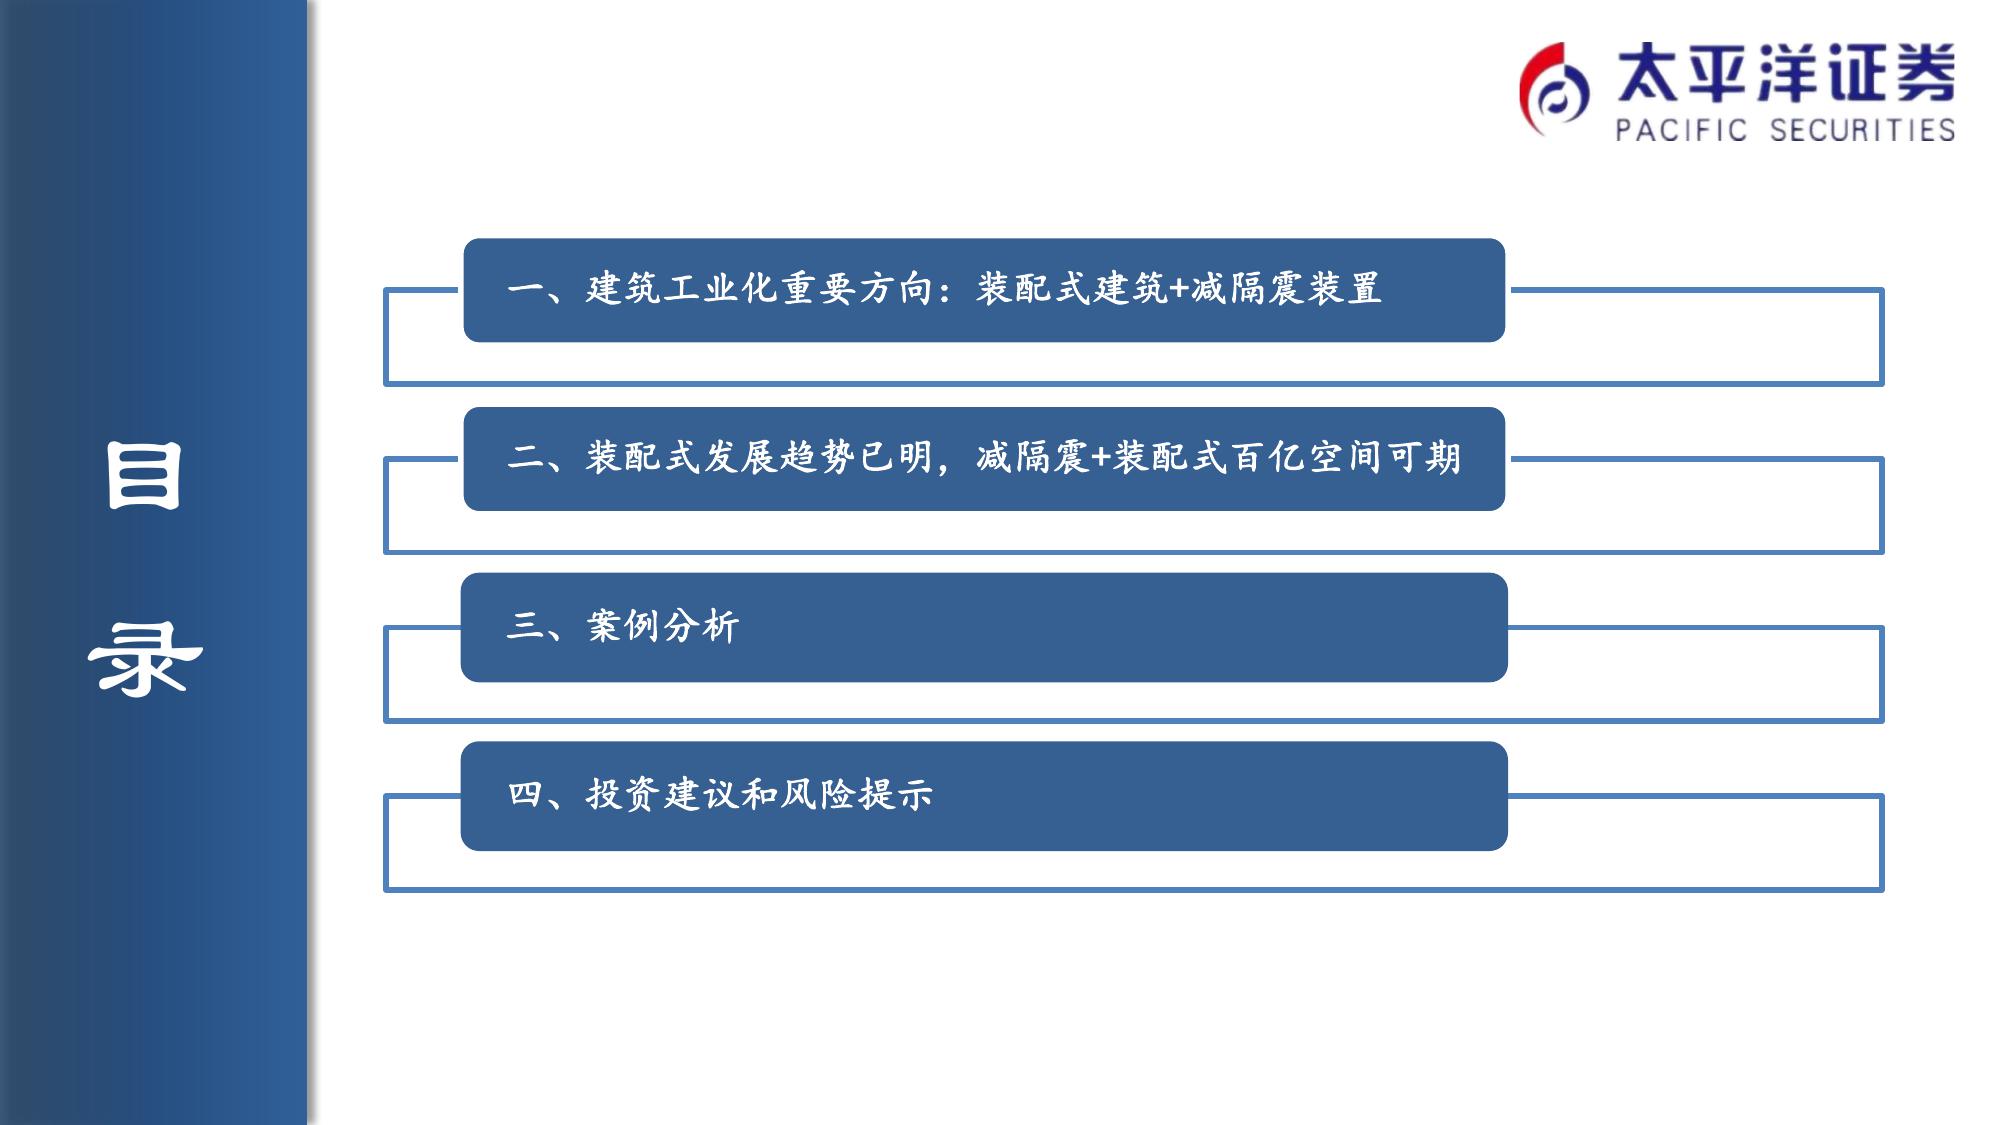 太平洋证券
PACIFIC SECURITIES
目
录
一、建筑工业化重要方向：装配式建筑+减隔震装置
二、装配式发展趋势已明，减隔震+装配式百亿空间可期
三、案例分析
四、投资建议和风险提示